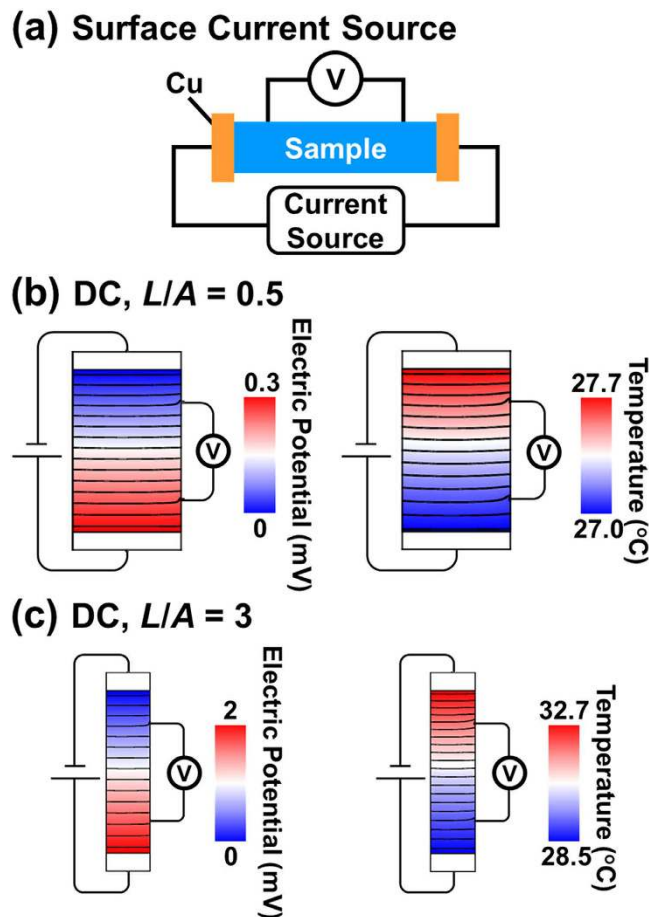 (a) Surface Current Source
V
Cu
Sample
Current
Source
(b) DC, L/A = 0.5
0.3
0
Electric Potential (mV)
V
27.7
27.0
Temperature (°C)
V
(c) DC, L/A = 3
2
0
Electric Potential (mV)
V
32.7
28.5
Temperature (°C)
V